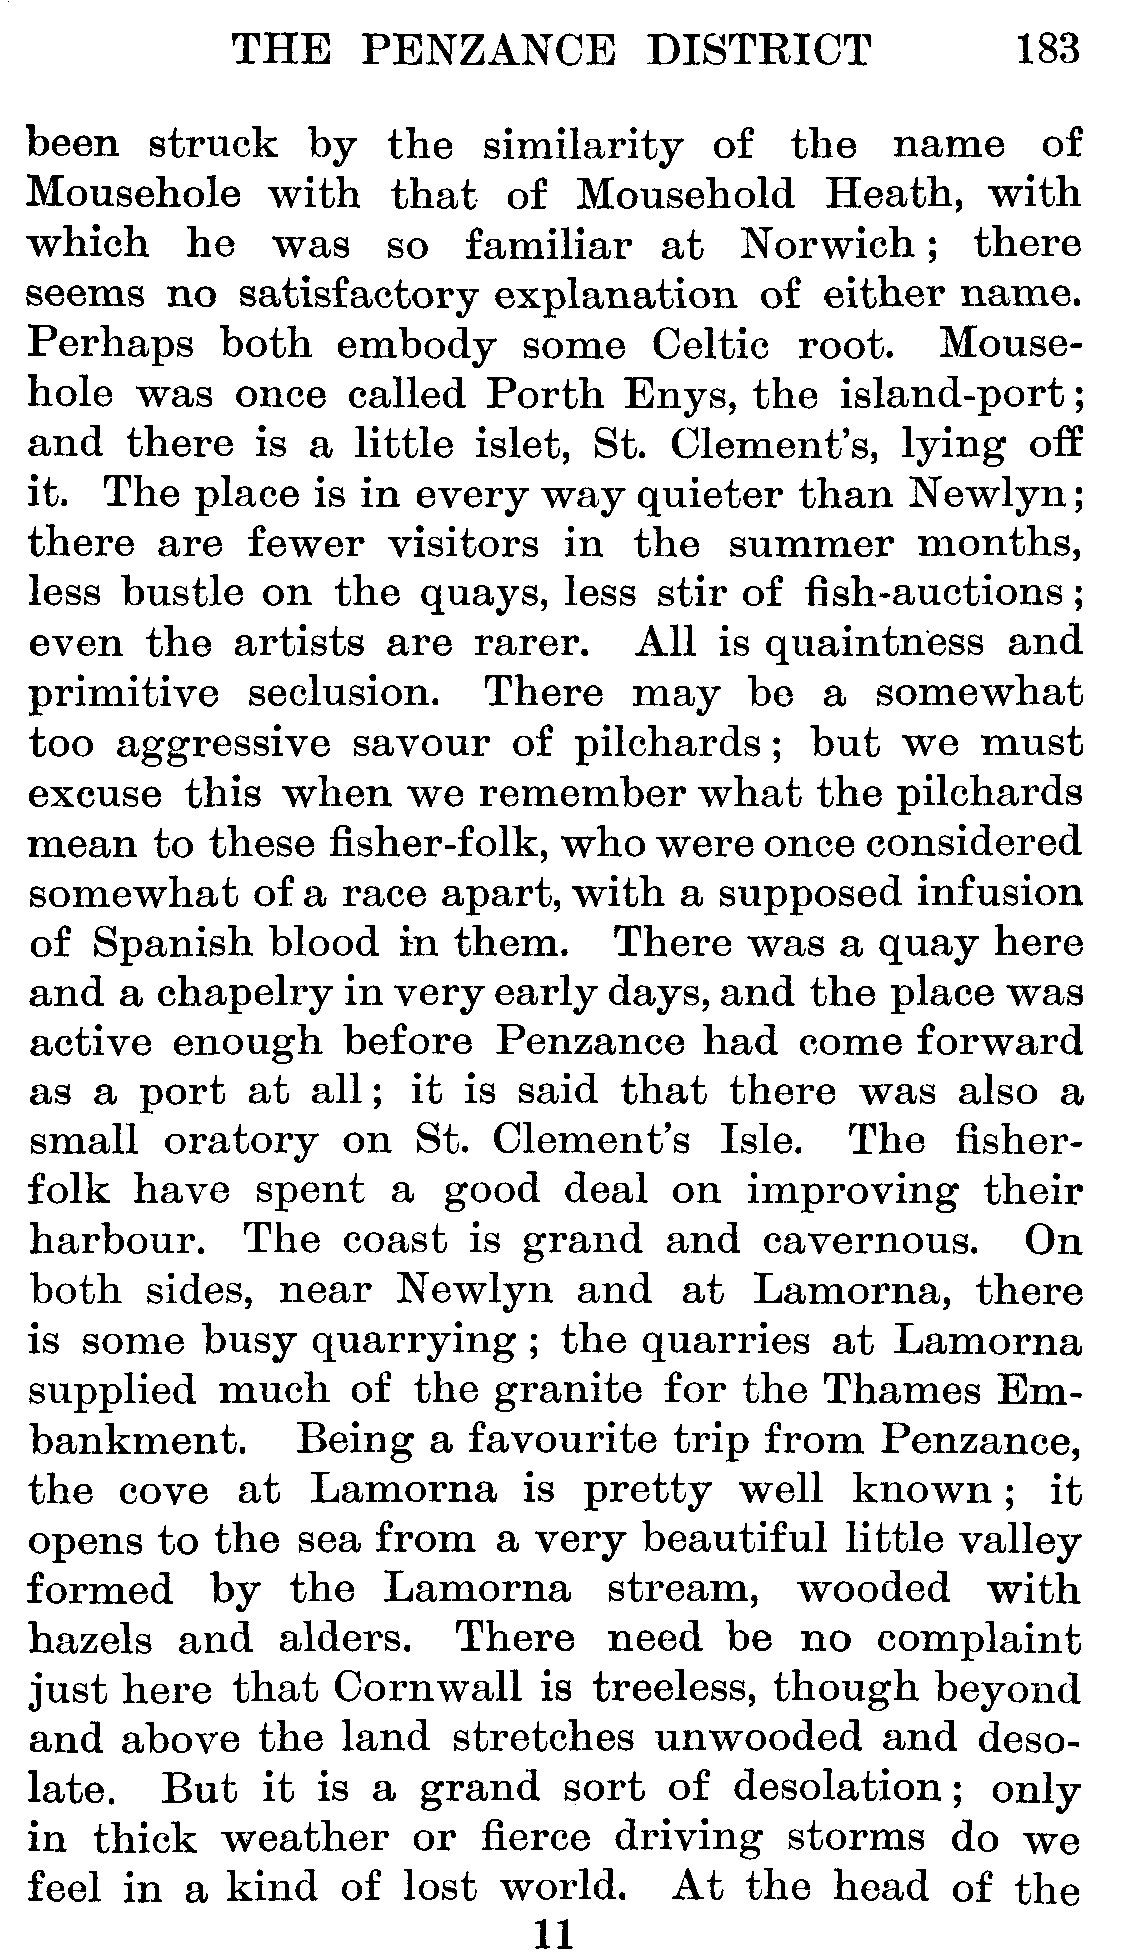 THE PENZANCE DISTRICT 183
been struck by the similarity of the name of
Mousehole with that of Mousehold Heath, with
which he was so familiar at Norwich ; there
seems no satisfactory explanation of either name.
Perhaps both embody some Celtic root. Mouse-
hole was once called Porth Enys, the island-port ;
and there is a little islet, St. Clement's, lying off
it. The place is in every way quieter than Newlyn ;
there are fewer visitors in the summer months,
less bustle on the quays, less stir of fish-auctions ;
even the artists are rarer. All is quaintness and
primitive seclusion. There may be a somewhat
too aggressive savour of pilchards ; but we must
excuse this when we remember what the pilchards
mean to these fisher-folk, who were once considered
somewhat of a race apart, with a supposed infusion
of Spanish blood in them. There was a quay here
and a chapelry in very early days, and the place was
active enough before Penzance had come forward
as a port at all ; it is said that there was also a
small oratory on St. Clement's Isle. The fisher-
folk have spent a good deal on improving their
harbour. The coast is grand and cavernous. On
both sides, near Newlyn and at Lamorna, there
is some busy quarrying ; the quarries at Lamorna
supplied much of the granite for the Thames Em-
bankment. Being a favourite trip from Penzance,
the cove at Lamorna is pretty well known ; it
opens to the sea from a very beautiful little valley
formed by the Lamorna stream, wooded with
hazels and alders. There need be no complaint
just here that Cornwall is treeless, though beyond
and above the land stretches unwooded and deso-
late. But it is a grand sort of desolation ; only
in thick weather or fierce driving storms do we
feel in a kind of lost world. At the head of the
11